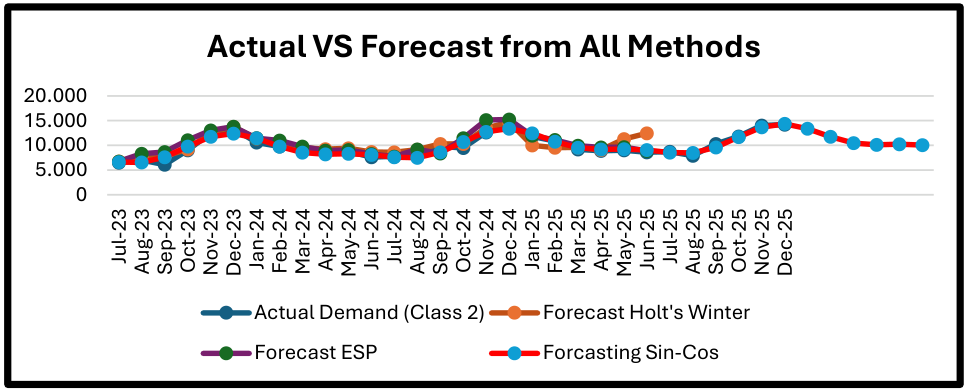 Actual VS Forecast from All Methods
20.000
15.000
10.000
5.000
0
Jul-23
Aug-23
Sep-23
Oct-23
Nov-23
Dec-23
Jan-24
Feb-24
Mar-24
Apr-24
May-24
Jun-24
Jul-24
Aug-24
Sep-24
Oct-24
Nov-24
Dec-24
Jan-25
Feb-25
Mar-25
Apr-25
May-25
Jun-25
Jul-25
Aug-25
Sep-25
Oct-25
Nov-25
Dec-25
Actual Demand (Class 2)
Forecast Holt's Winter
Forecast ESP
Forcasting Sin-Cos